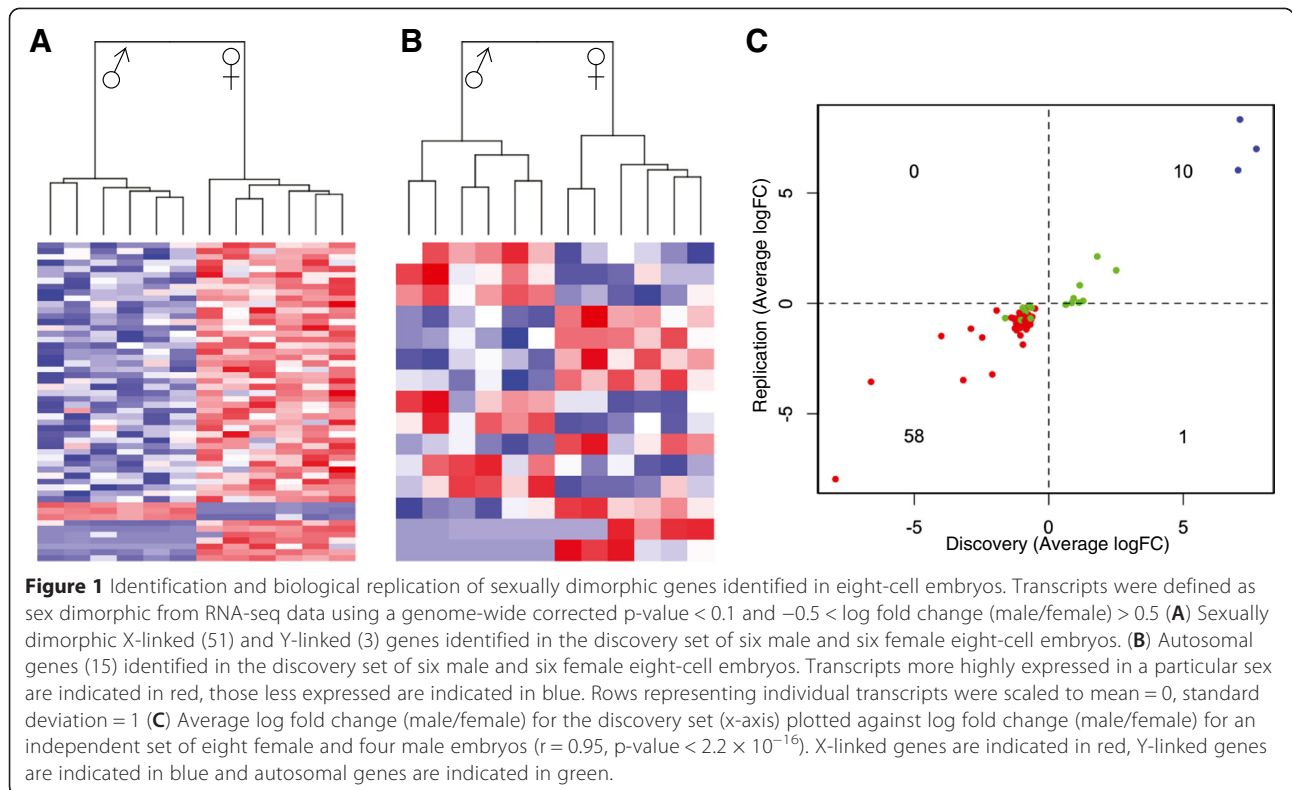 A
B
C
♂ ♀
♂ ♀
0
10
58
1
5
0
-5
Replication (Average logFC)
-5
0
5
Discovery (Average logFC)
Figure 1 Identification and biological replication of sexually dimorphic genes identified in eight-cell embryos. Transcripts were defined as
sex dimorphic from RNA-seq data using a genome-wide corrected p-value < 0.1 and −0.5 < log fold change (male/female) > 0.5 (A) Sexually
dimorphic X-linked (51) and Y-linked (3) genes identified in the discovery set of six male and six female eight-cell embryos. (B) Autosomal
genes (15) identified in the discovery set of six male and six female eight-cell embryos. Transcripts more highly expressed in a particular sex
are indicated in red, those less expressed are indicated in blue. Rows representing individual transcripts were scaled to mean = 0, standard
deviation = 1 (C) Average log fold change (male/female) for the discovery set (x-axis) plotted against log fold change (male/female) for an
independent set of eight female and four male embryos (r = 0.95, p-value < 2.2 × 10⁻¹⁶). X-linked genes are indicated in red, Y-linked genes
are indicated in blue and autosomal genes are indicated in green.